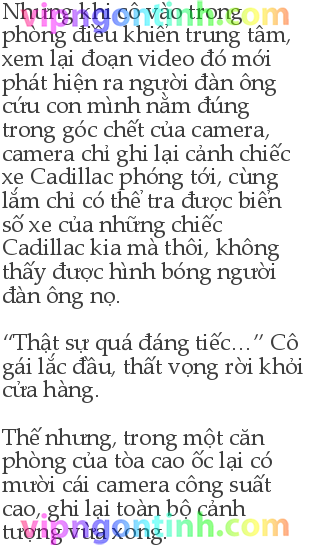 Nhưng khi cô vào trong
vipngontinh.com
phòng điều khiển trung tâm,
xem lại đoạn video đó mới
phát hiện ra người đàn ông
cứu con mình nằm đúng
trong góc chết của camera,
camera chỉ ghi lại cảnh chiếc
xe Cadillac phóng tới, cùng
lắm chỉ có thể tra được biển
số xe của những chiếc
Cadillac kia mà thôi, không
thấy được hình bóng người
đàn ông nọ.
“Thật sự quá đáng tiếc…” Cô
gái lắc đầu, thất vọng rời khỏi
cửa hàng.
Thế nhưng, trong một căn
phòng của tòa cao ốc lại có
mười cái camera công suất
cao, ghi lại toàn bộ cảnh
tượng vừa xong.
vipngontinh.com